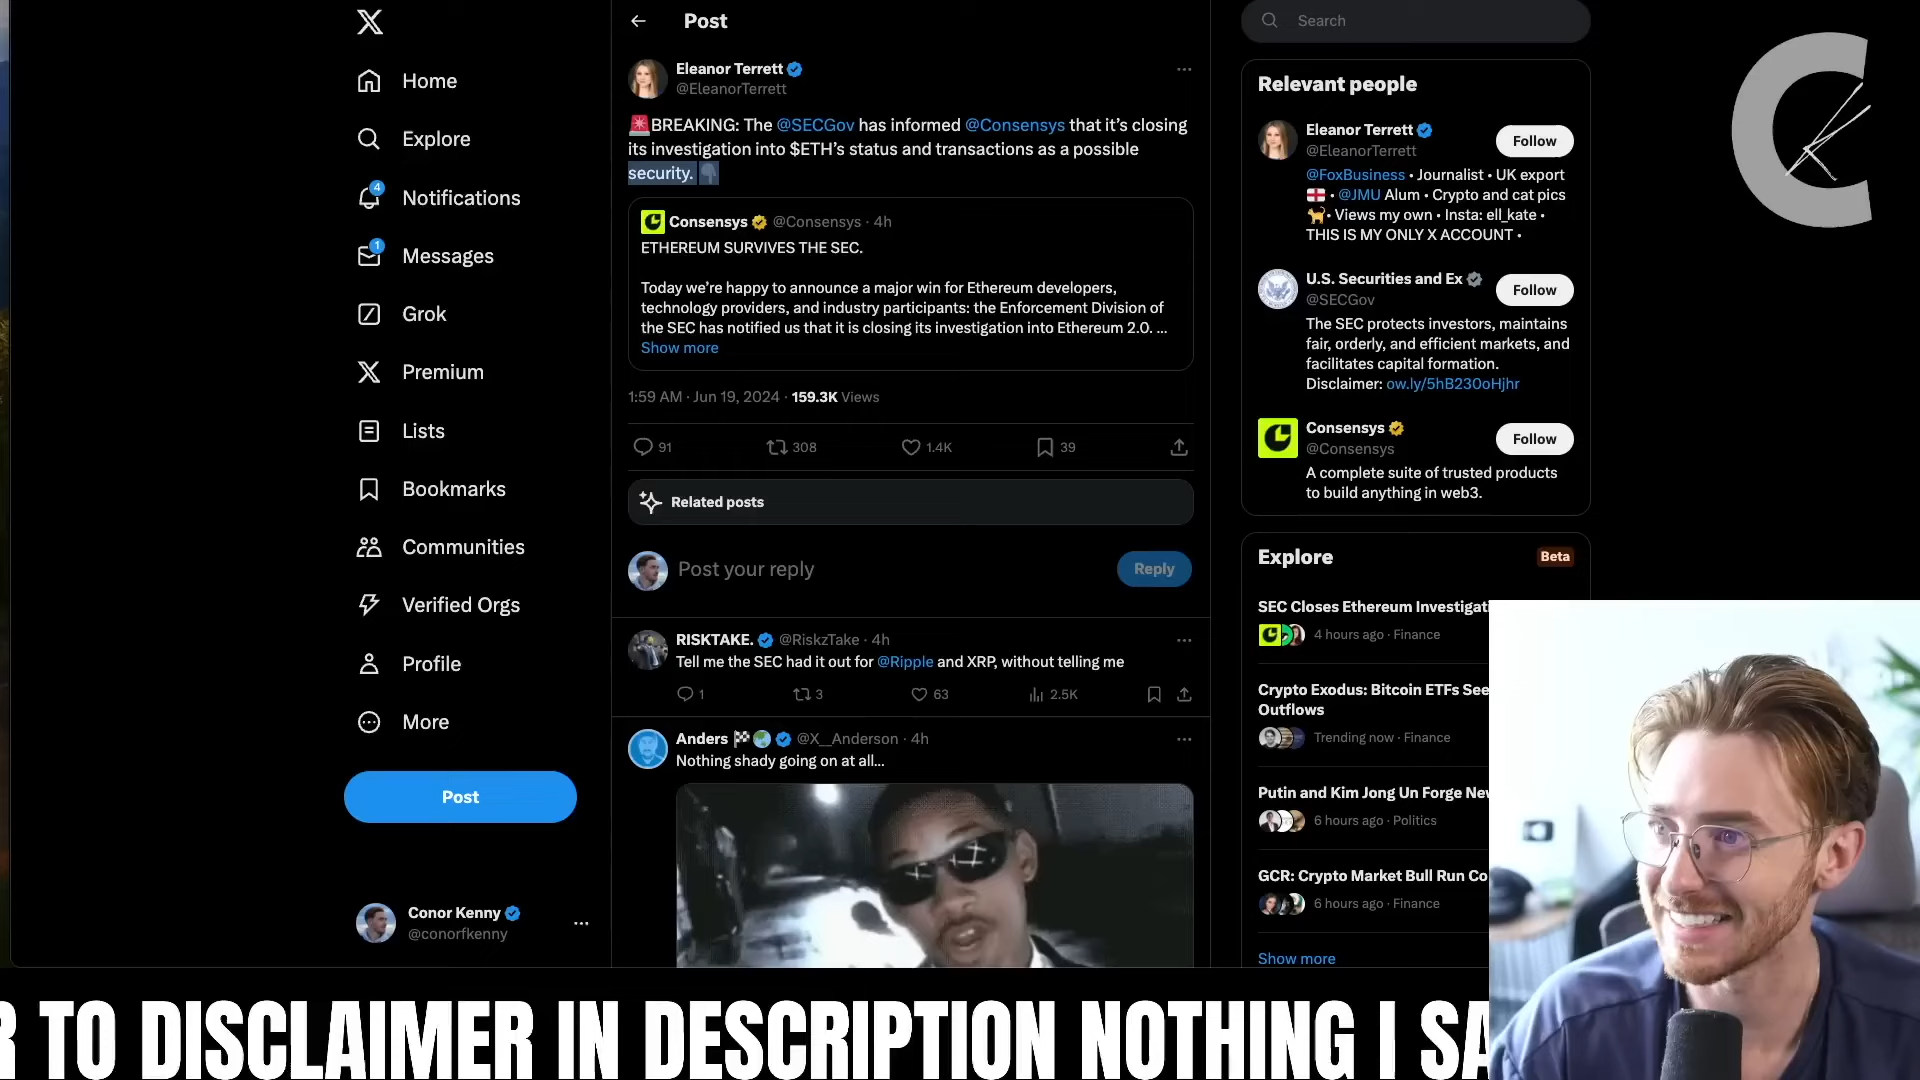 Home
Explore
4
Notifications
1
Messages
Grok
Premium
Lists
Bookmarks
Communities
Verified Orgs
Profile
More
Post
Conor Kenny
@conorfkenny
Post
Eleanor Terrett
@EleanorTerrett
🚨BREAKING: The @SECGov has informed @Consensys that it’s closing
its investigation into $ETH’s status and transactions as a possible
security. 👇
Consensys @Consensys · 4h
ETHEREUM SURVIVES THE SEC.
Today we’re happy to announce a major win for Ethereum developers,
technology providers, and industry participants: the Enforcement Division of
the SEC has notified us that it is closing its investigation into Ethereum 2.0. ...
Show more
1:59 AM · Jun 19, 2024 · 159.3K Views
91 308 1.4K 39
Related posts
Post your reply
Reply
RISKTAKE. @RiskzTake · 4h
Tell me the SEC had it out for @Ripple and XRP, without telling me
1 3 63 2.5K
Anders 🏁🌏 @X__Anderson · 4h
Nothing shady going on at all...
Search
Relevant people
Eleanor Terrett
@EleanorTerrett
Follow
@FoxBusiness • Journalist • UK export
🏴󠁧󠁢󠁥󠁮󠁧󠁿 • @JMU Alum • Crypto and cat pics
🐈• Views my own • Insta: ell_kate •
THIS IS MY ONLY X ACCOUNT •
U.S. Securities and Ex
@SECGov
Follow
The SEC protects investors, maintains
fair, orderly, and efficient markets, and
facilitates capital formation.
Disclaimer: ow.ly/5hB230oHjhr
Consensys
@Consensys
Follow
A complete suite of trusted products
to build anything in web3.
Explore
Beta
SEC Closes Ethereum Investigati
4 hours ago · Finance
Crypto Exodus: Bitcoin ETFs See
Outflows
Trending now · Finance
Putin and Kim Jong Un Forge Ne
6 hours ago · Politics
GCR: Crypto Market Bull Run Co
6 hours ago · Finance
Show more
R TO DISCLAIMER IN DESCRIPTION NOTHING I SA